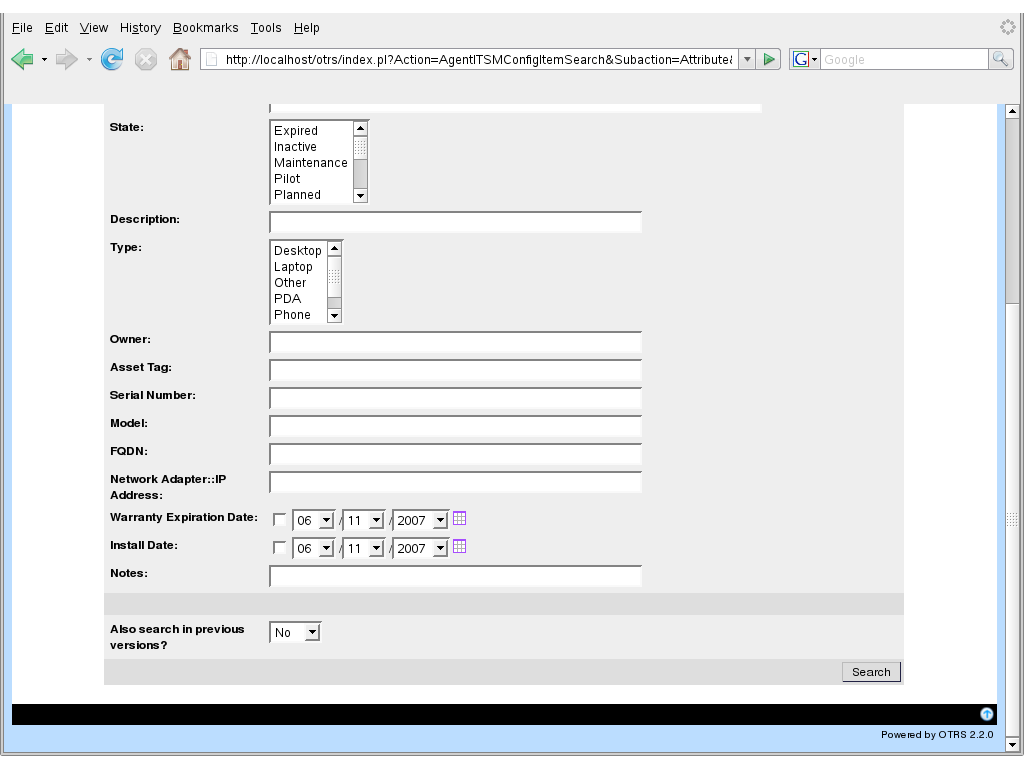 File Edit View History Bookmarks Tools Help
http://localhost/otrs/index.pl?Action=AgentITSMConfigItemSearch&Subaction=Attribute&
G Google
State:
Expired
Inactive
Maintenance
Pilot
Planned
Description:
Type:
Desktop
Laptop
Other
PDA
Phone
Owner:
Asset Tag:
Serial Number:
Model:
FQDN:
Network Adapter::IP
Address:
Warranty Expiration Date: 06 / 11 / 2007
Install Date: 06 / 11 / 2007
Notes:
Also search in previous
versions?
No
Search
Powered by OTRS 2.2.0